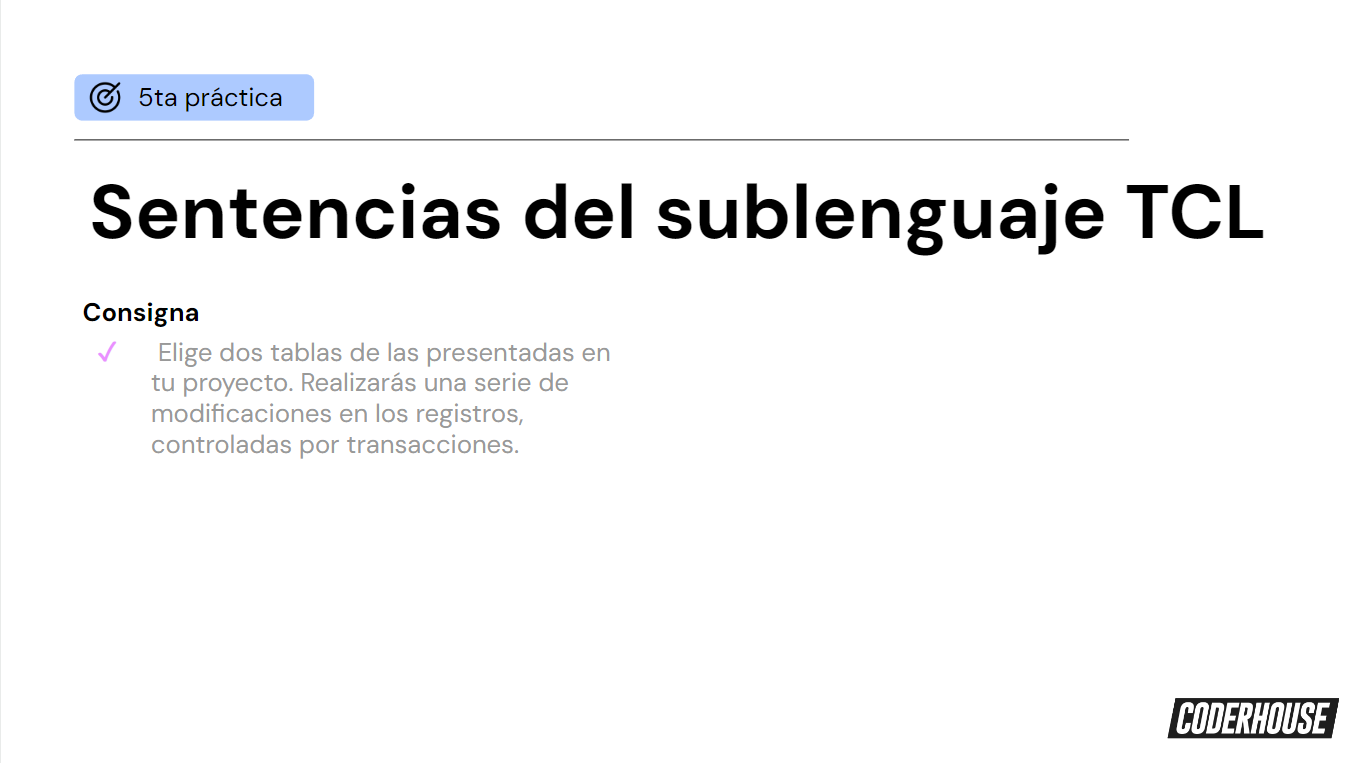 5ta práctica
Sentencias del sublenguaje TCL
Consigna
✓ Elige dos tablas de las presentadas en
tu proyecto. Realizarás una serie de
modificaciones en los registros,
controladas por transacciones.
CODERHOUSE